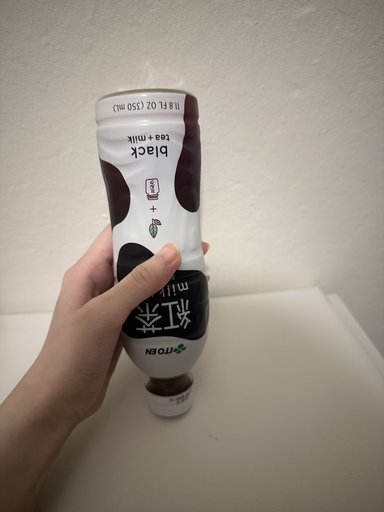 ITO EN
紅茶
milk
+
black
tea + milk
11.8 FL OZ (350 mL)